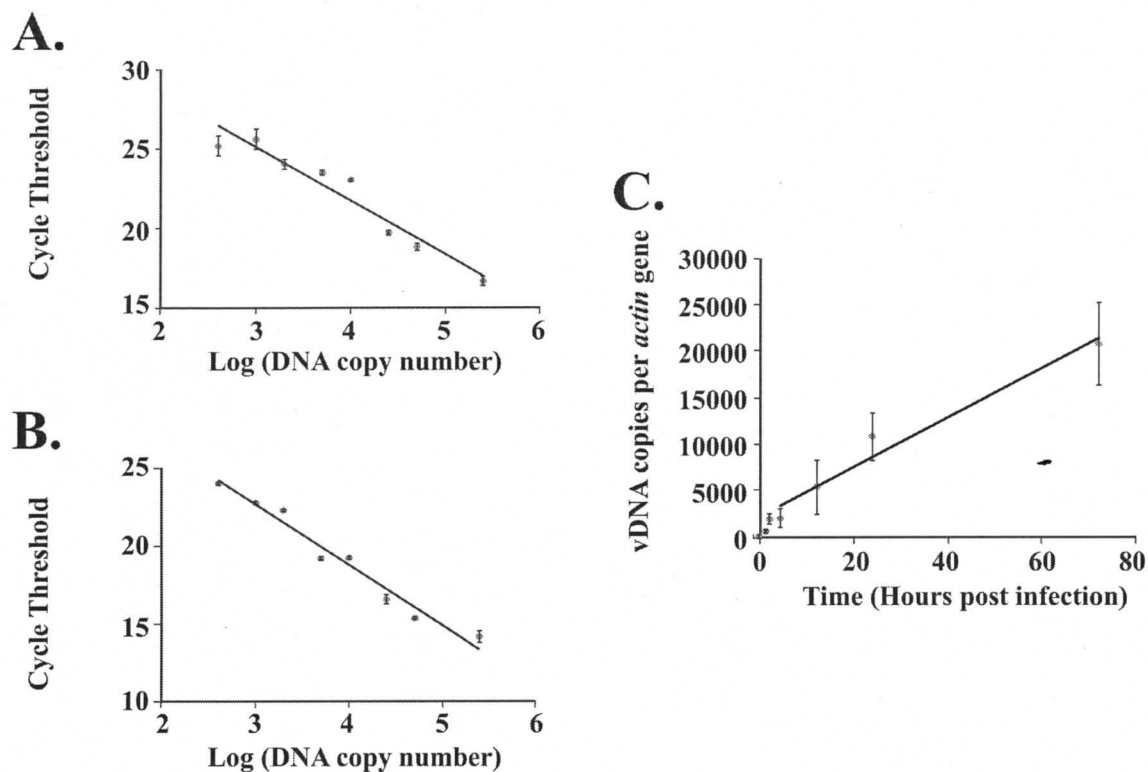 A.
30
25
20
15
2 3 4 5 6
Cycle Threshold
Log (DNA copy number)
B.
25
20
15
10
2 3 4 5 6
Cycle Threshold
Log (DNA copy number)
C.
30000
25000
20000
15000
10000
5000
0
0 20 40 60 80
vDNA copies per actin gene
Time (Hours post infection)